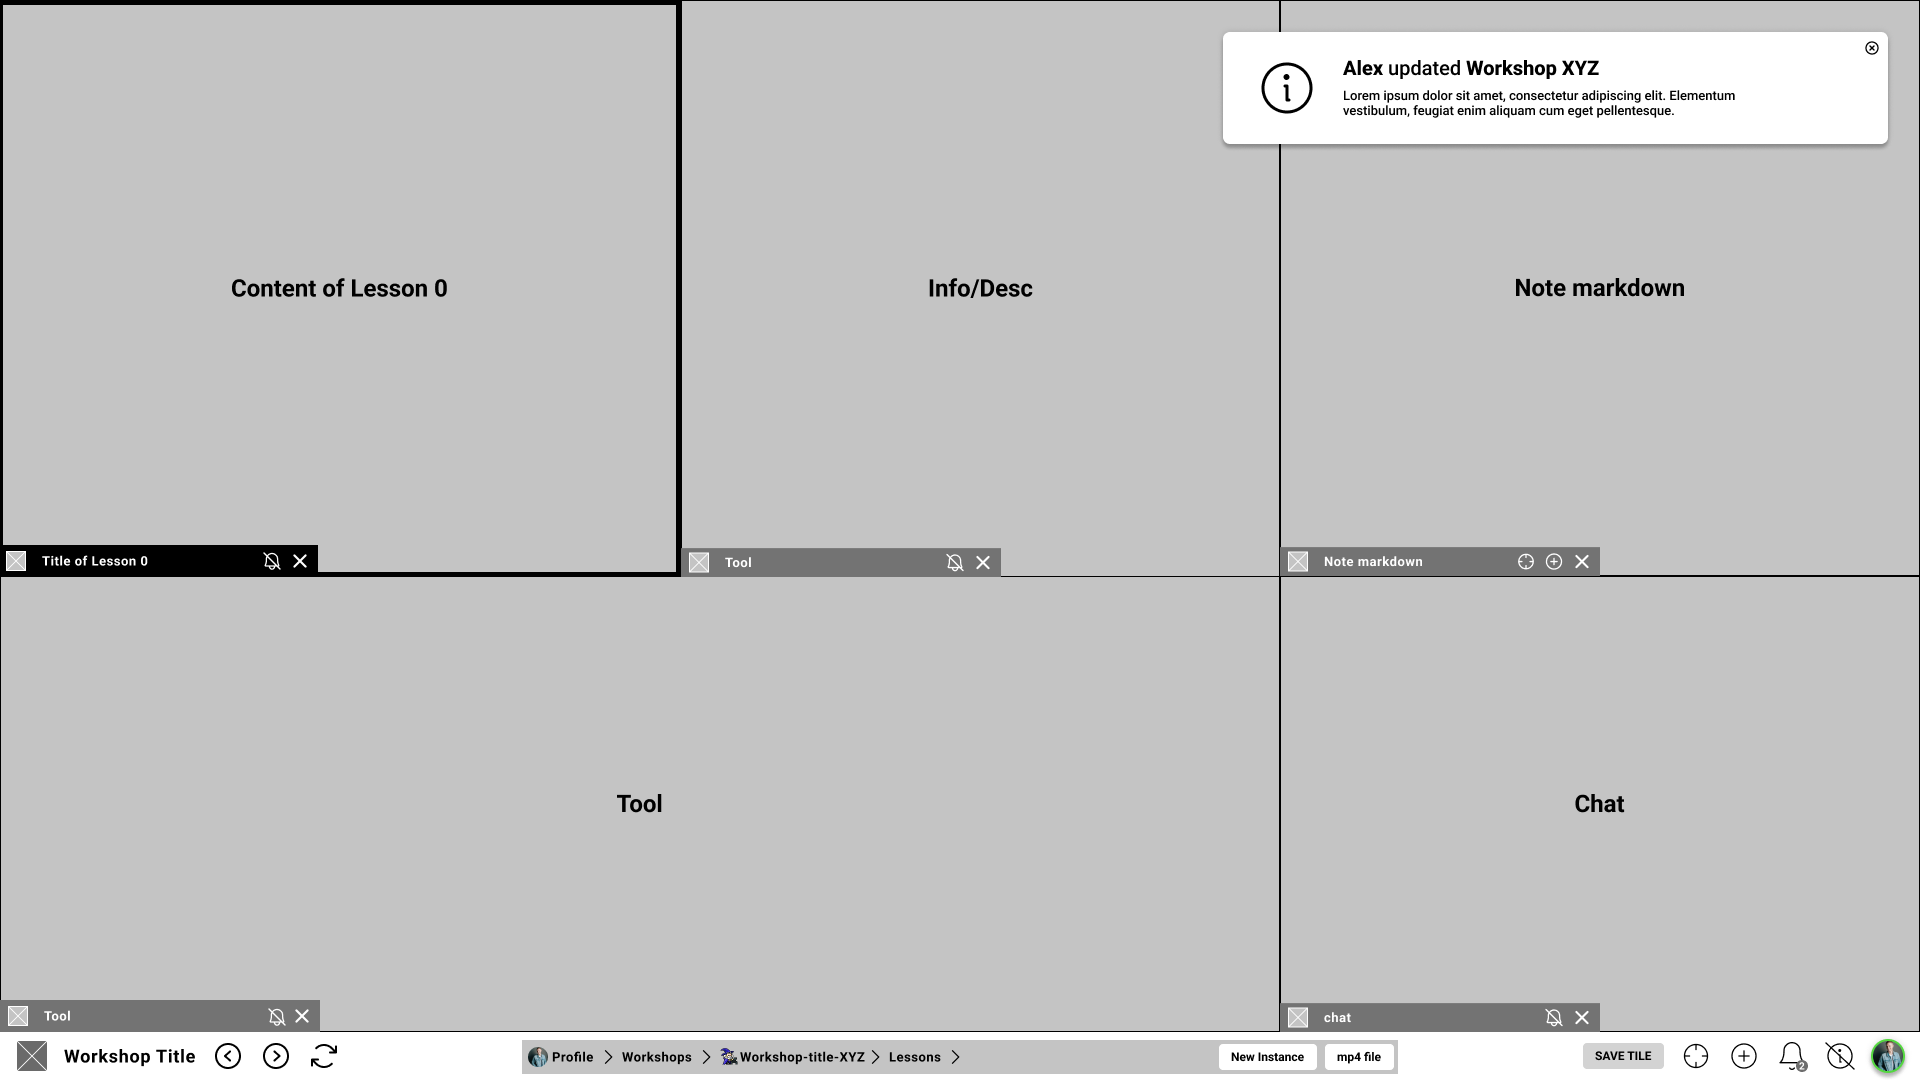 Alex updated Workshop XYZ
Lorem ipsum dolor sit amet, consectetur adipiscing elit. Elementum
vestibulum, feugiat enim aliquam cum eget pellentesque.
Content of Lesson 0
Info/Desc
Note markdown
Title of Lesson 0
Tool
Note markdown
Tool
Chat
Tool
chat
Workshop Title
Profile
Workshops
Workshop-title-XYZ
Lessons
New Instance
mp4 file
SAVE TILE
2